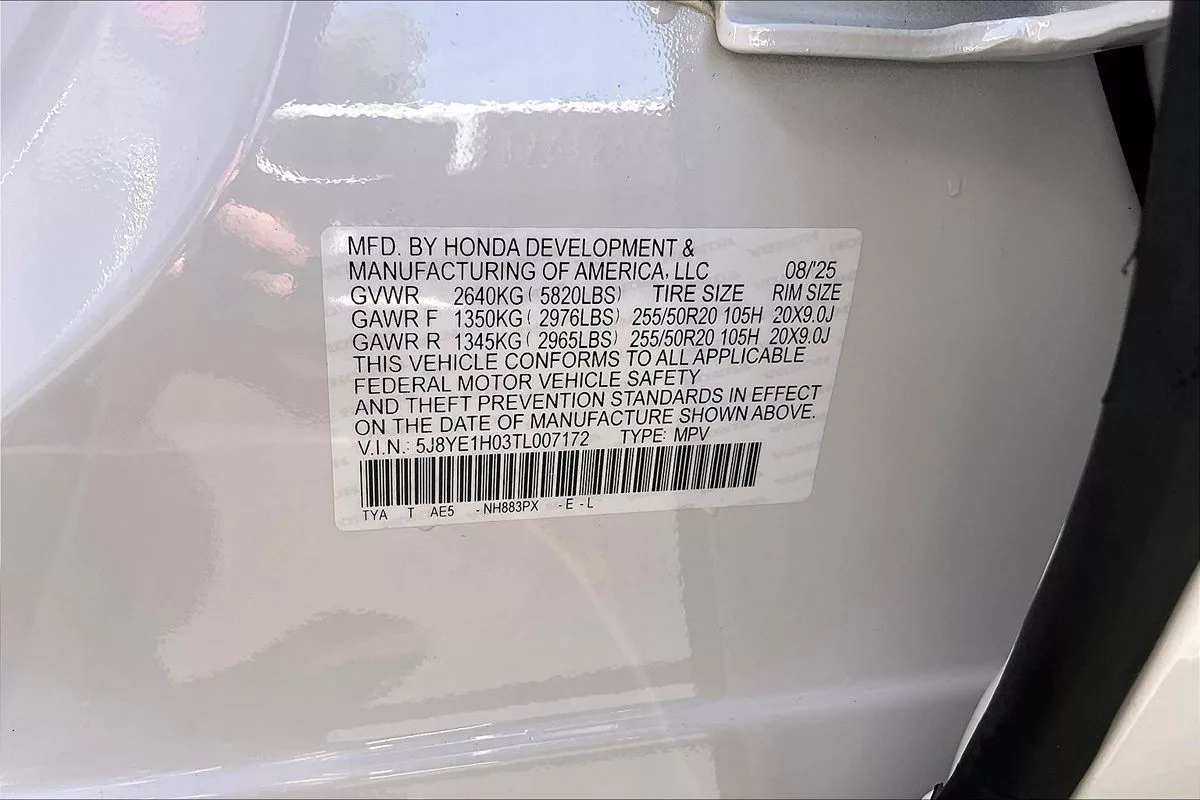 MFD. BY HONDA DEVELOPMENT &
MANUFACTURING OF AMERICA, LLC 08/'25
GVWR 2640KG ( 5820LBS) TIRE SIZE RIM SIZE
GAWR F 1350KG ( 2976LBS) 255/50R20 105H 20X9.0J
GAWR R 1345KG ( 2965LBS) 255/50R20 105H 20X9.0J
THIS VEHICLE CONFORMS TO ALL APPLICABLE
FEDERAL MOTOR VEHICLE SAFETY
AND THEFT PREVENTION STANDARDS IN EFFECT
ON THE DATE OF MANUFACTURE SHOWN ABOVE.
V.I.N.: 5J8YE1H03TL007172 TYPE: MPV
TYA T AE5 -NH883PX -E -L